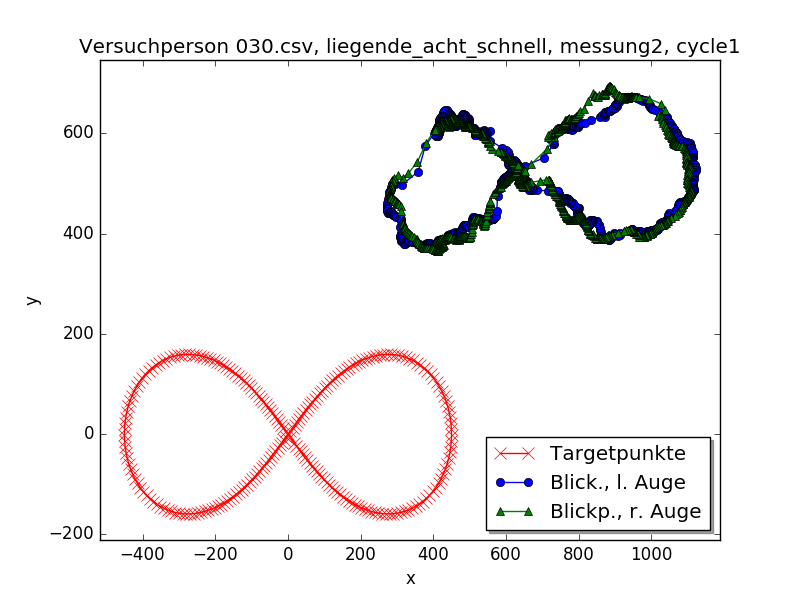 Versuchperson 030.csv, liegende_acht_schnell, messung2, cycle1
y
600
400
200
0
−200
−400
−200
0
200
400
600
800
1000
x
Targetpunkte
Blick., l. Auge
Blickp., r. Auge